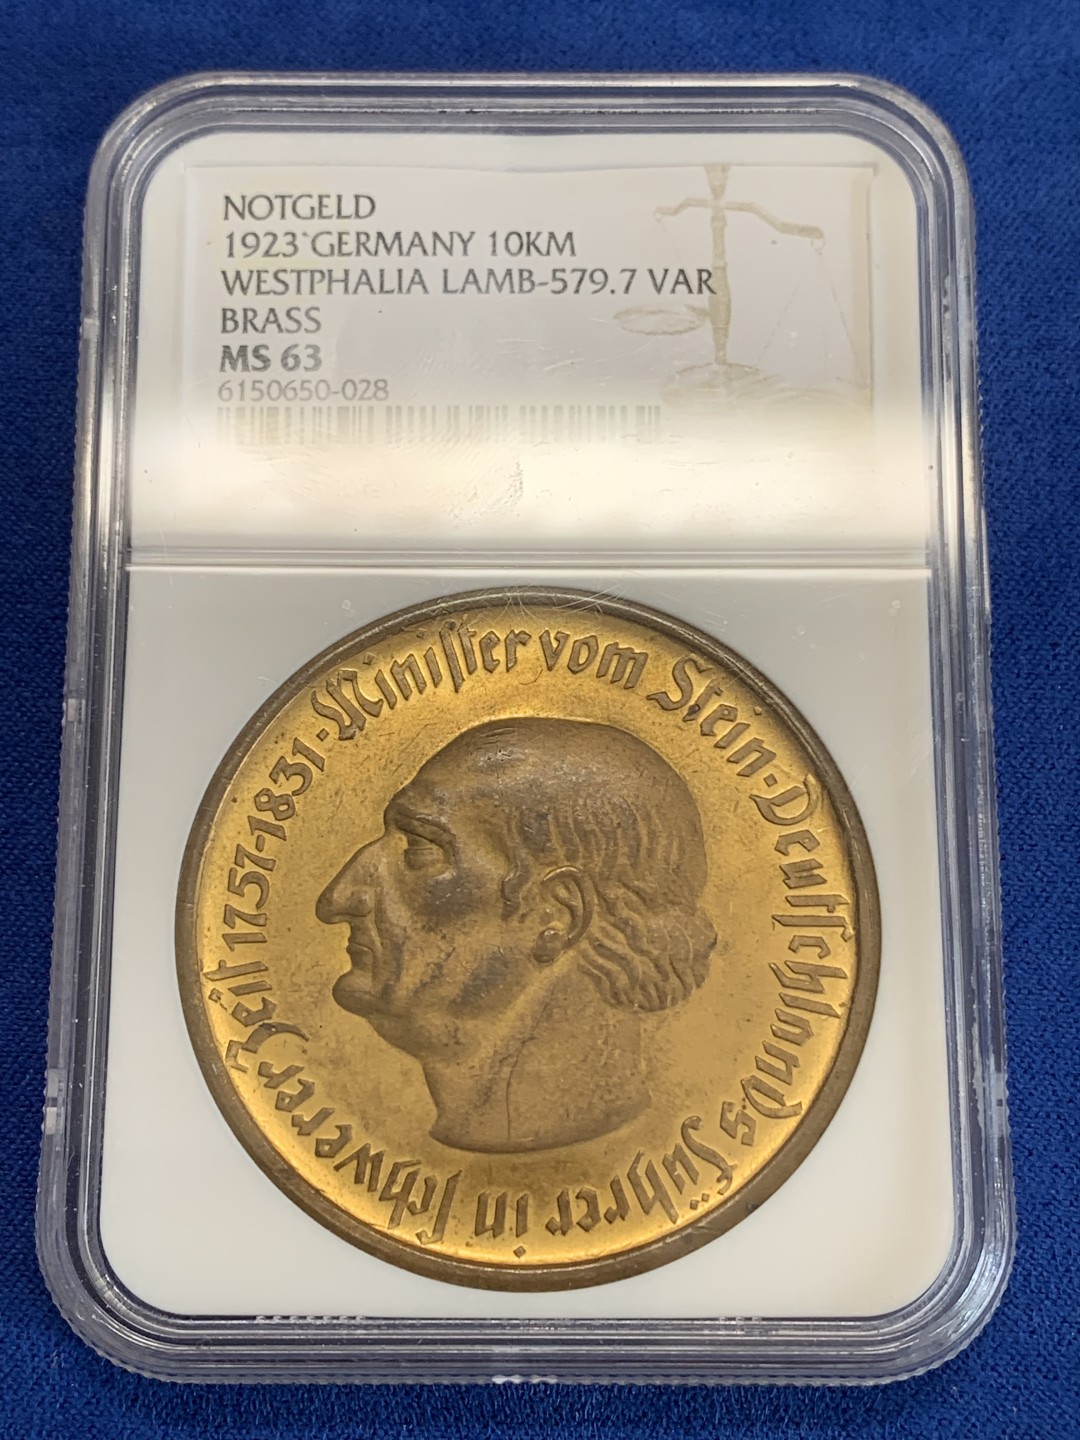 NOTGELD
1923 GERMANY 10KM
WESTPHALIA LAMB-579.7 VAR
BRASS
MS 63
6150650-028
Minister vom Stein · Deutschlands Führer in schwerer Zeit 1757-1831 ·